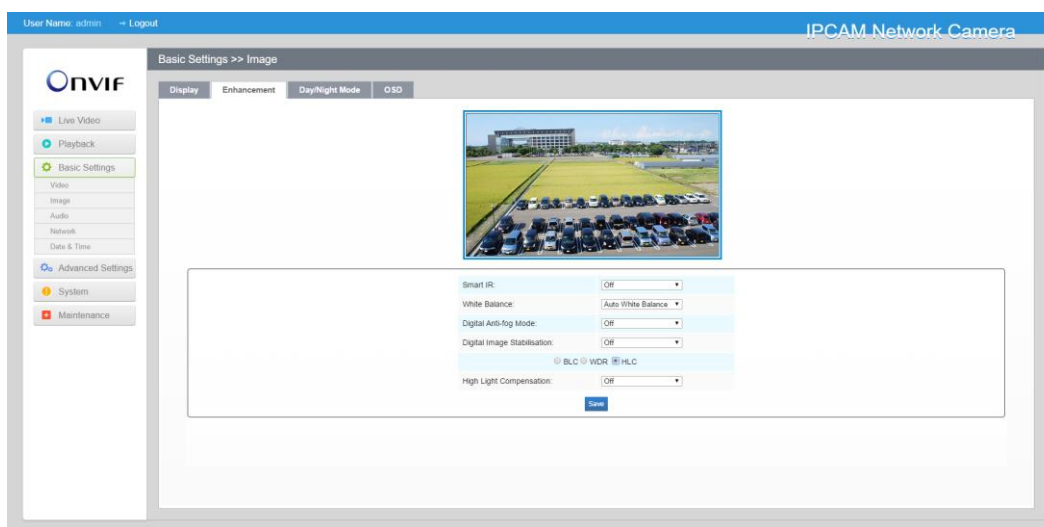 User Name: admin → Logout
IPCAM Network Camera
ONVIF
Basic Settings >> Image
Display Enhancement Day/Night Mode OSD
Live Video
Playback
Basic Settings
Video
Image
Audio
Network
Date & Time
Advanced Settings
System
Maintenance
Smart IR: Off
White Balance: Auto White Balance
Digital Anti-fog Mode: Off
Digital Image Stabilisation: Off
BLC WDR HLC
High Light Compensation: Off
Save